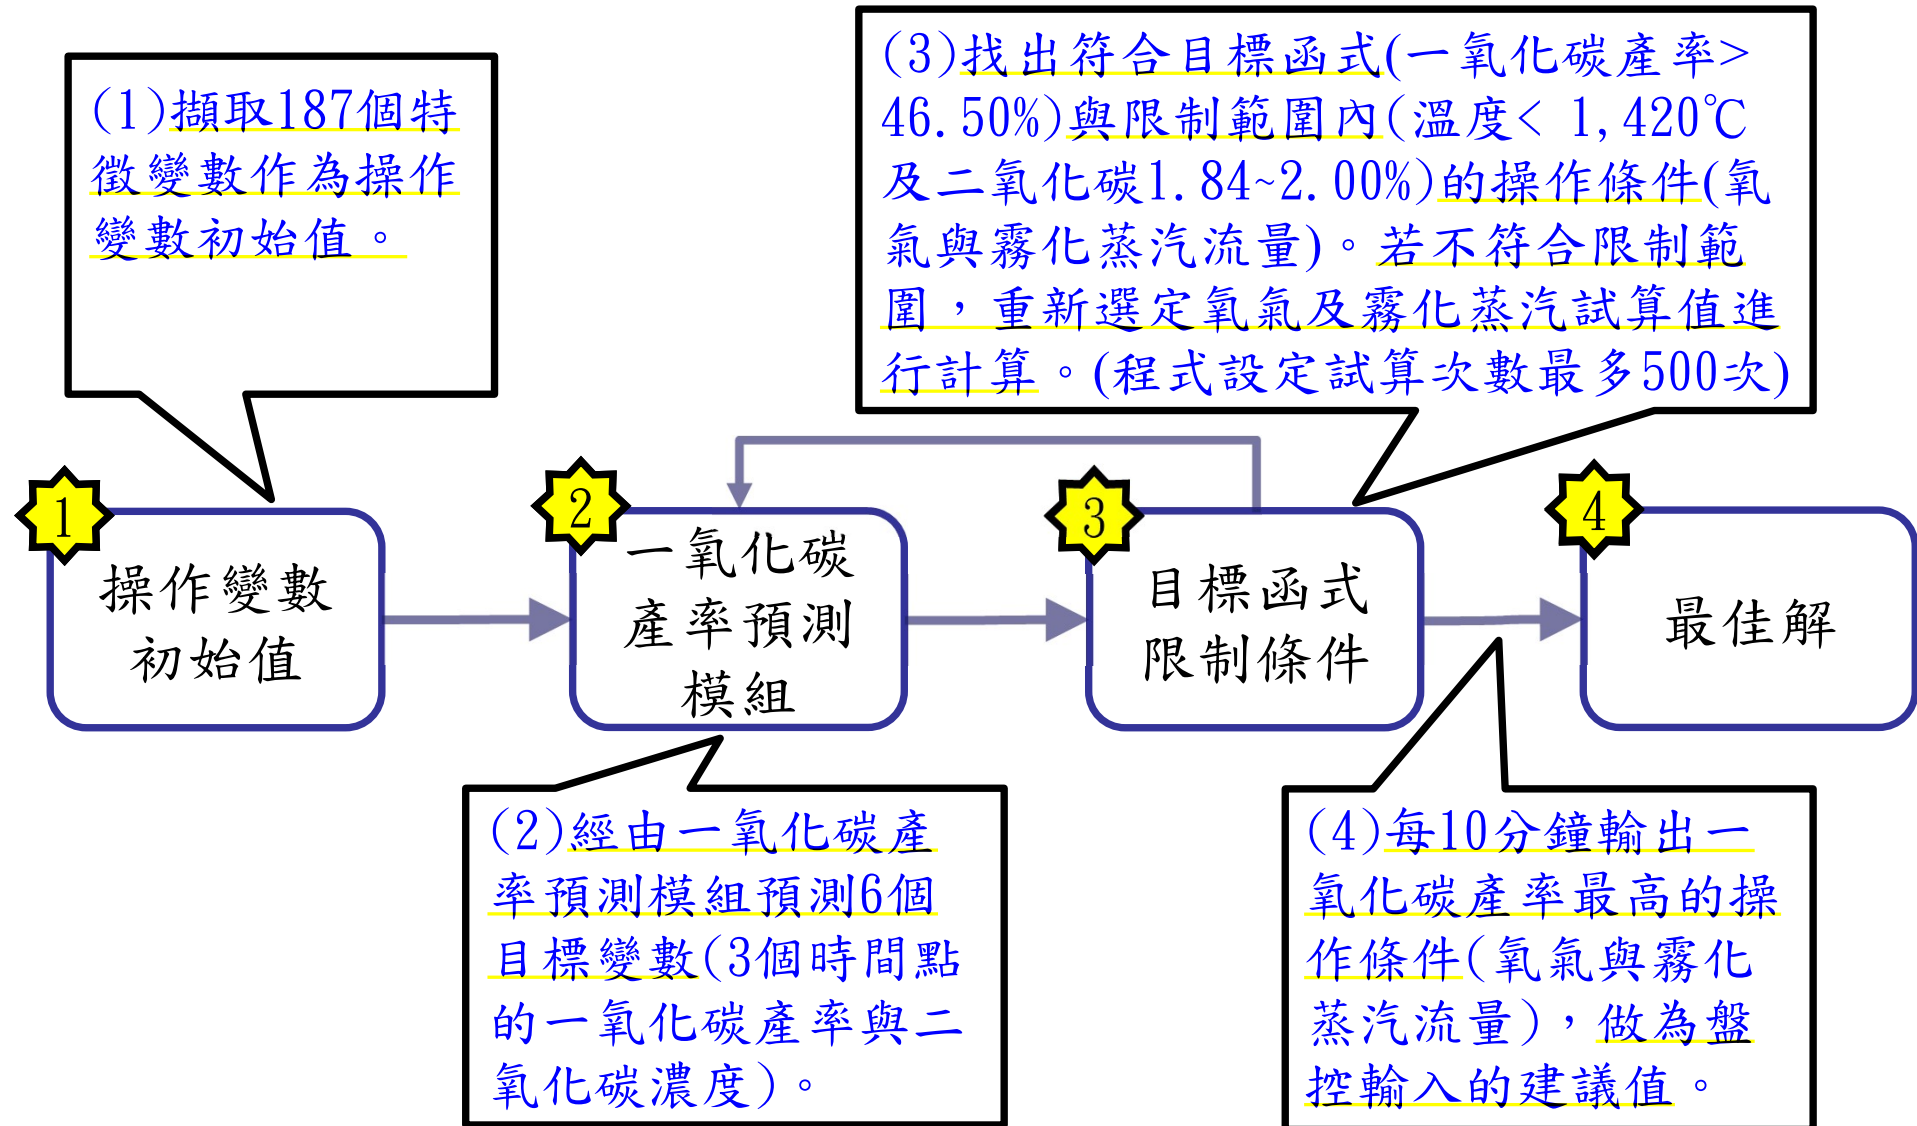 (1)擷取187個特
徵變數作為操作
變數初始值。
(3)找出符合目標函式(一氧化碳產率>
46.50%)與限制範圍內(溫度< 1,420℃
及二氧化碳1.84~2.00%)的操作條件(氧
氣與霧化蒸汽流量)。若不符合限制範
圍，重新選定氧氣及霧化蒸汽試算值進
行計算。(程式設定試算次數最多500次)
1
操作變數
初始值
2
一氧化碳
產率預測
模組
3
目標函式
限制條件
4
最佳解
(2)經由一氧化碳產
率預測模組預測6個
目標變數(3個時間點
的一氧化碳產率與二
氧化碳濃度)。
(4)每10分鐘輸出一
氧化碳產率最高的操
作條件(氧氣與霧化
蒸汽流量)，做為盤
控輸入的建議值。